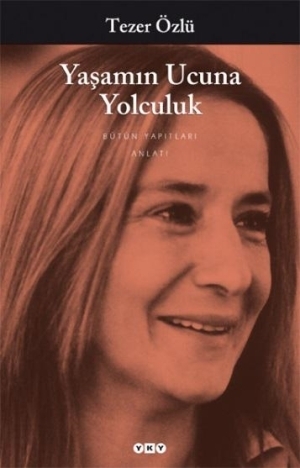 Tezer Özlü
Yaşamın Ucuna
Yolculuk
BÜTÜN YAPITLARI
ANLATI
YKY